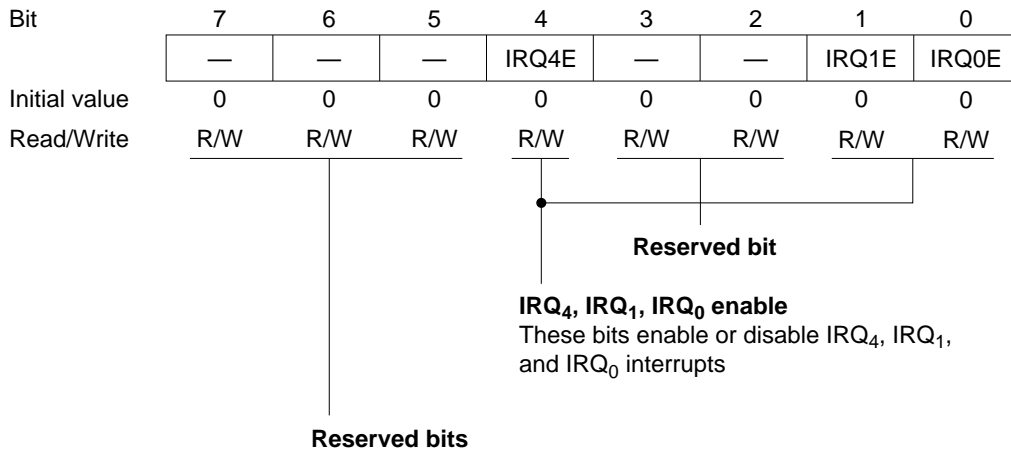 Bit 7 6 5 4 3 2 1 0
— — — IRQ4E — — IRQ1E IRQ0E
Initial value 0 0 0 0 0 0 0 0
Read/Write R/W R/W R/W R/W R/W R/W R/W R/W
Reserved bit
IRQ4, IRQ1, IRQ0 enable
These bits enable or disable IRQ4, IRQ1,
and IRQ0 interrupts
Reserved bits